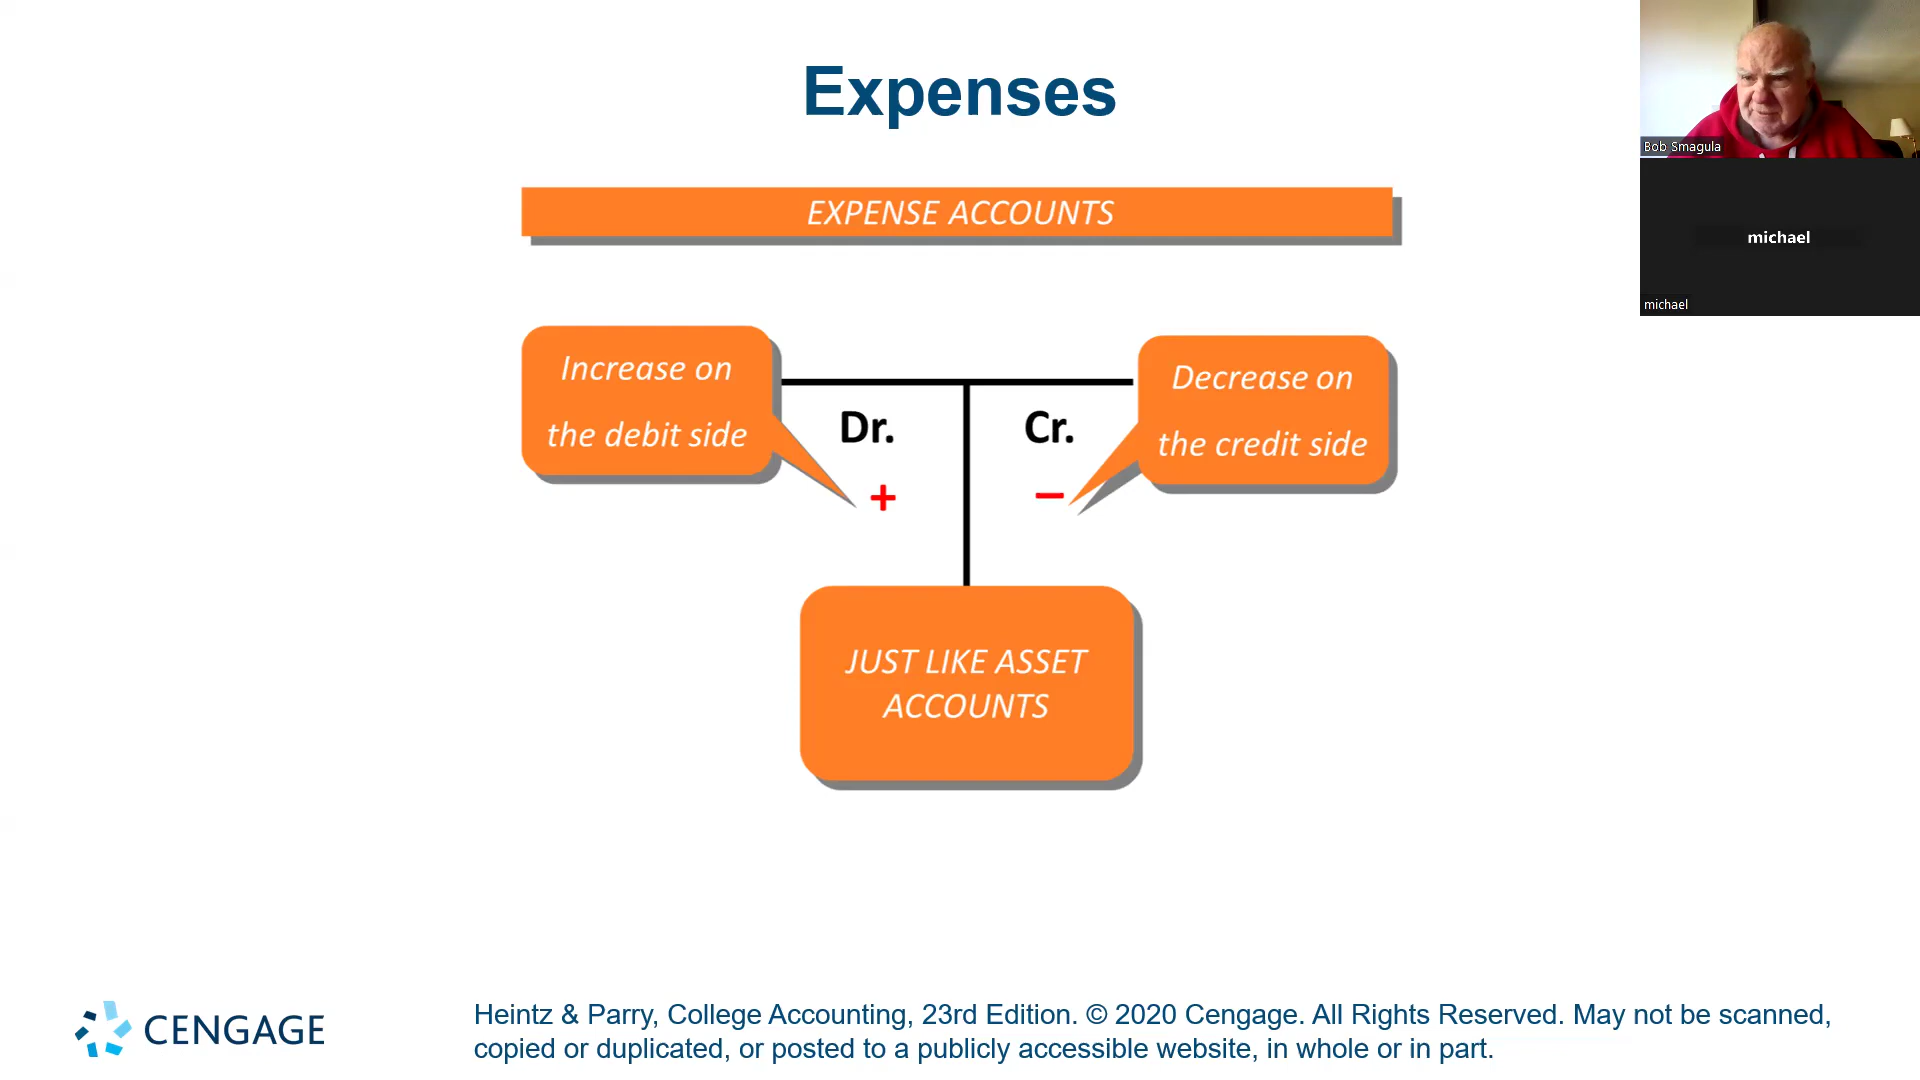 Expenses
EXPENSE ACCOUNTS
Increase on
the debit side
Dr.
+
Cr.
–
Decrease on
the credit side
JUST LIKE ASSET
ACCOUNTS
Bob Smagula
michael
michael
CENGAGE
Heintz & Parry, College Accounting, 23rd Edition. © 2020 Cengage. All Rights Reserved. May not be scanned,
copied or duplicated, or posted to a publicly accessible website, in whole or in part.